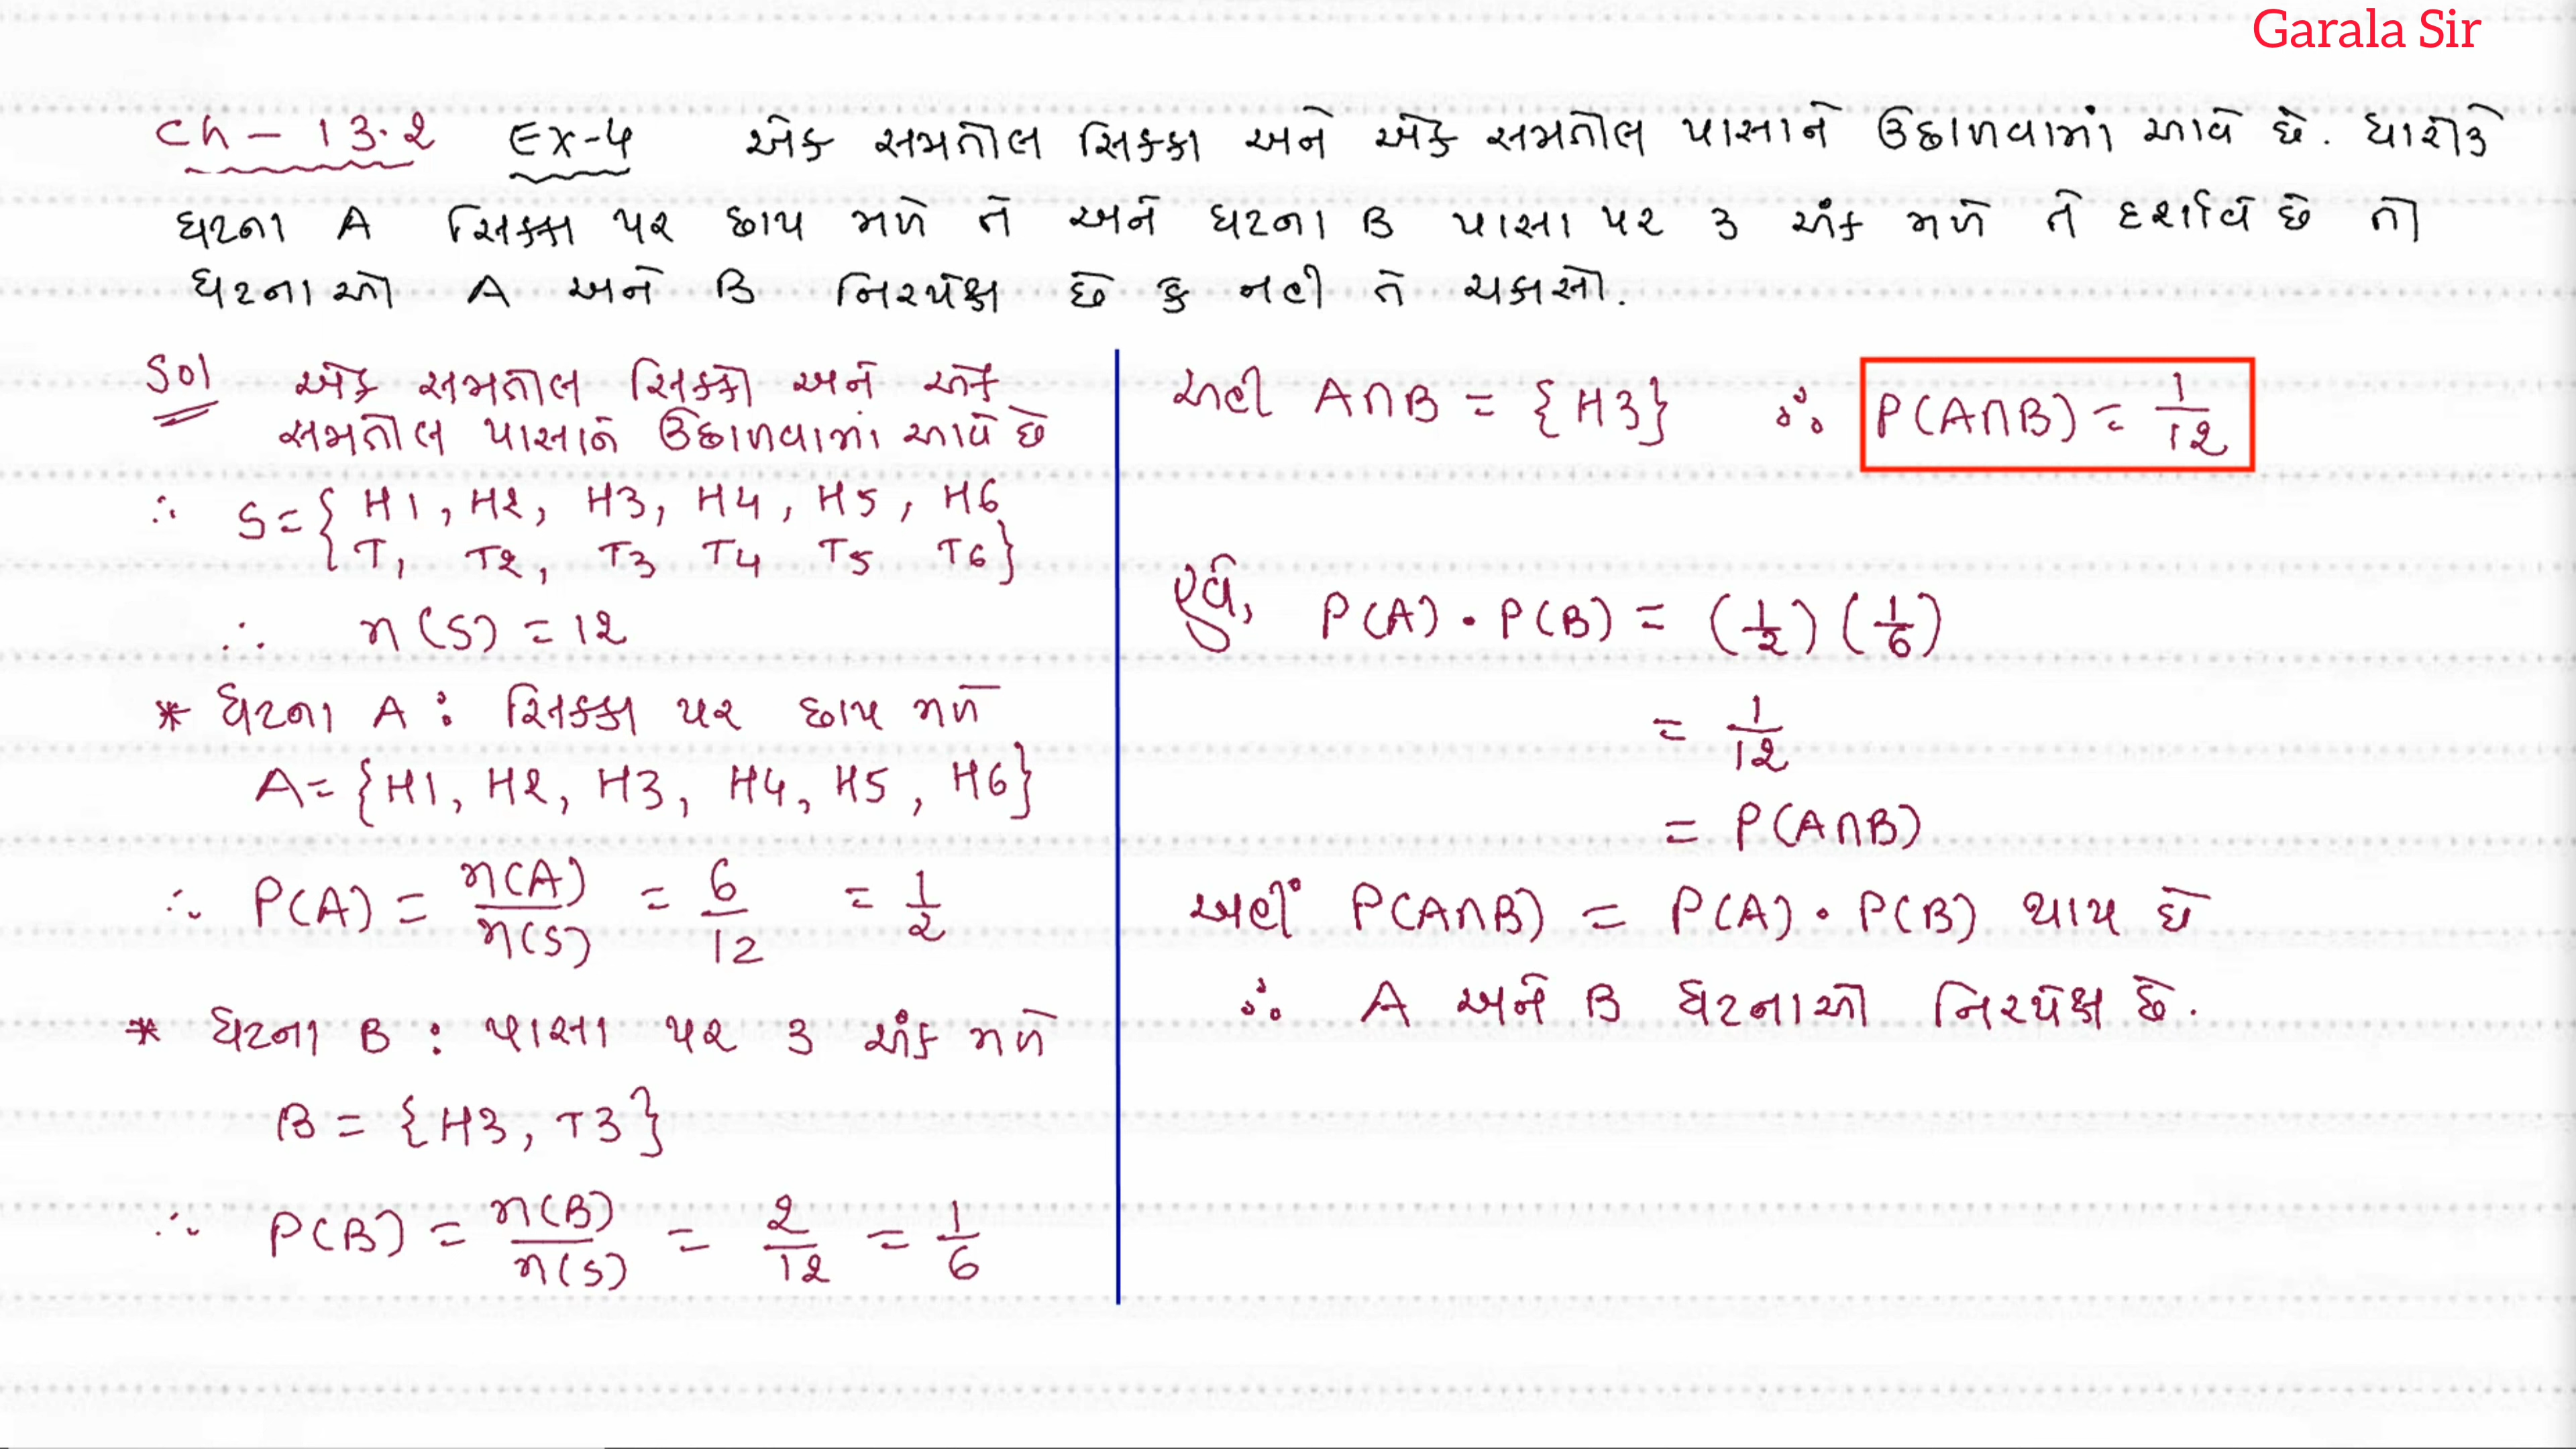 Garala Sir
Ch - 13.2 Ex-4 એક સમતોલ સિક્કા અને એક સમતોલ પાસાને ઉછાળવામાં આવે છે. ધારોકે
ઘટના A સિક્કા પર છાપ મળે તે અને ઘટના B પાસા પર 3 અંક મળે તે દર્શાવે છે તો
ઘટનાઓ A અને B નિરપેક્ષ છે કે નહી તે ચકાસો.
Sol એક સમતોલ સિક્કો અને એક
સમતોલ પાસાને ઉછાળવામાં આવે છે
∴ S = { H1, H2, H3, H4, H5, H6
T, T2, T3 T4 T5 T6 }
∴ n(S) = 12
* ઘટના A : સિક્કા પર છાપ મળે
A = {H1, H2, H3, H4, H5, H6}
∴ P(A) = n(A)/n(S) = 6/12 = 1/2
* ઘટના B : પાસા પર 3 અંક મળે
B = {H3, T3}
∴ P(B) = n(B)/n(S) = 2/12 = 1/6
અહી A∩B = {H3} ∴ P(A∩B) = 1/12
હવે, P(A) · P(B) = (1/2) (1/6)
= 1/12
= P(A∩B)
અહીં P(A∩B) = P(A) · P(B) થાય છે
∴ A અને B ઘટનાઓ નિરપેક્ષ છે.